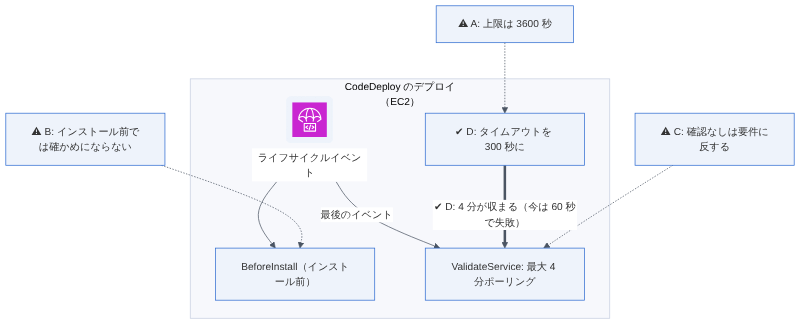 ⚠ A: 上限は 3600 秒
CodeDeploy のデプロイ
（EC2）
⚠ B: インストール前で
は確かめにならない
✔ D: タイムアウトを
300 秒に
⚠ C: 確認なしは要件に
反する
ライフサイクルイベン
ト
最後のイベント
✔ D: 4 分が収まる（今は 60 秒
で失敗）
BeforeInstall（インスト
ール前）
ValidateService: 最大 4
分ポーリング